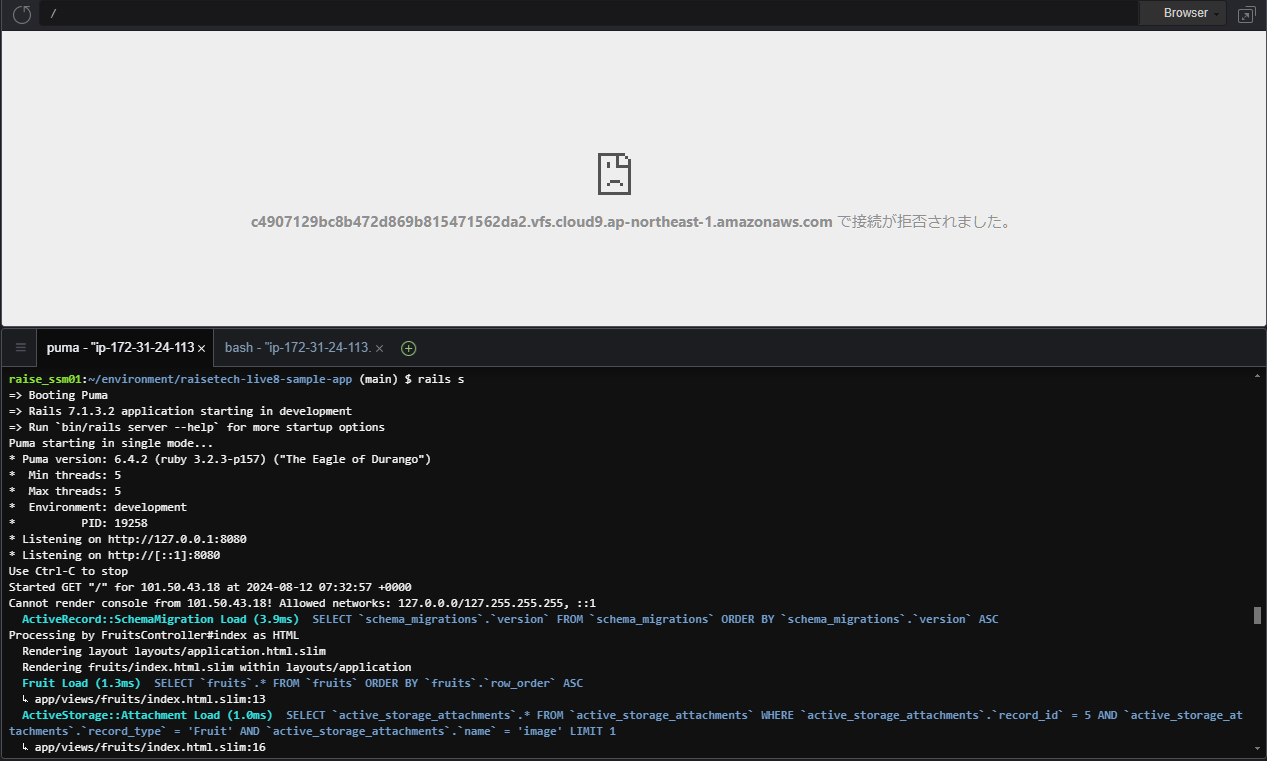 /
Browser
c4907129bc8b472d869b815471562da2.vfs.cloud9.ap-northeast-1.amazonaws.com で接続が拒否されました。
puma - "ip-172-31-24-113 ×
bash - "ip-172-31-24-113. ×
raise_ssm01:~/environment/raisetech-live8-sample-app (main) $ rails s
=> Booting Puma
=> Rails 7.1.3.2 application starting in development
=> Run `bin/rails server --help` for more startup options
Puma starting in single mode...
* Puma version: 6.4.2 (ruby 3.2.3-p157) ("The Eagle of Durango")
*  Min threads: 5
*  Max threads: 5
*  Environment: development
*          PID: 19258
* Listening on http://127.0.0.1:8080
* Listening on http://[::1]:8080
Use Ctrl-C to stop
Started GET "/" for 101.50.43.18 at 2024-08-12 07:32:57 +0000
Cannot render console from 101.50.43.18! Allowed networks: 127.0.0.0/127.255.255.255, ::1
  ActiveRecord::SchemaMigration Load (3.9ms)  SELECT `schema_migrations`.`version` FROM `schema_migrations` ORDER BY `schema_migrations`.`version` ASC
Processing by FruitsController#index as HTML
  Rendering layout layouts/application.html.slim
  Rendering fruits/index.html.slim within layouts/application
  Fruit Load (1.3ms)  SELECT `fruits`.* FROM `fruits` ORDER BY `fruits`.`row_order` ASC
  ↳ app/views/fruits/index.html.slim:13
  ActiveStorage::Attachment Load (1.0ms)  SELECT `active_storage_attachments`.* FROM `active_storage_attachments` WHERE `active_storage_attachments`.`record_id` = 5 AND `active_storage_at
tachments`.`record_type` = 'Fruit' AND `active_storage_attachments`.`name` = 'image' LIMIT 1
  ↳ app/views/fruits/index.html.slim:16